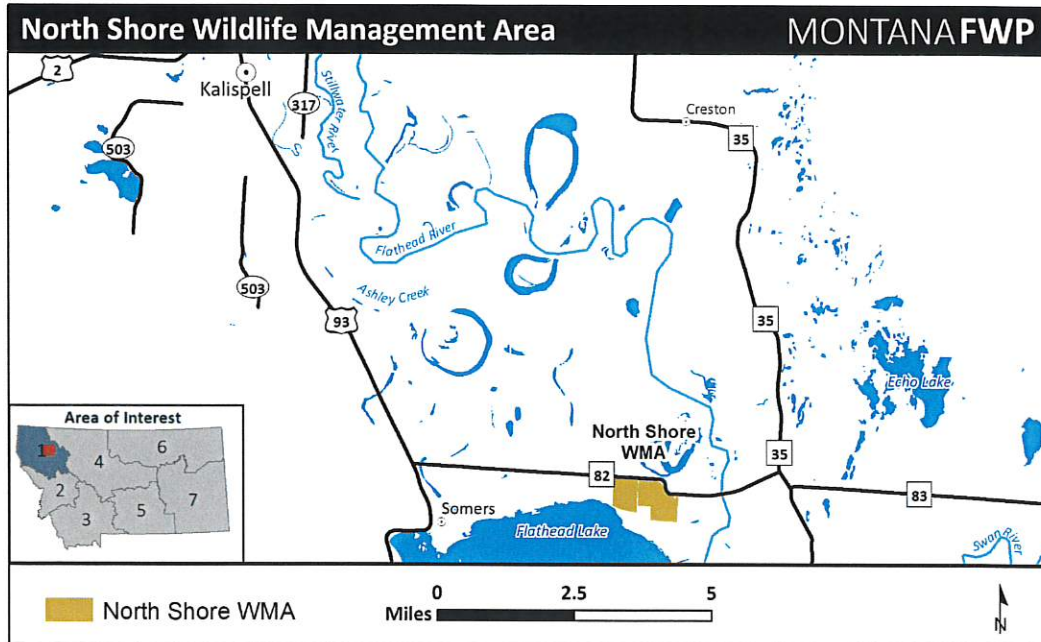 North Shore Wildlife Management Area
MONTANAFWP
2
Kalispell
317
Stillwater River
503
Creston
35
Flathead River
503
Ashley Creek
93
35
Echo Lake
North Shore
WMA
35
82
83
Somers
Flathead Lake
Swan River
Area of Interest
1
2
3
4
5
6
7
North Shore WMA
0
2.5
5
Miles
N